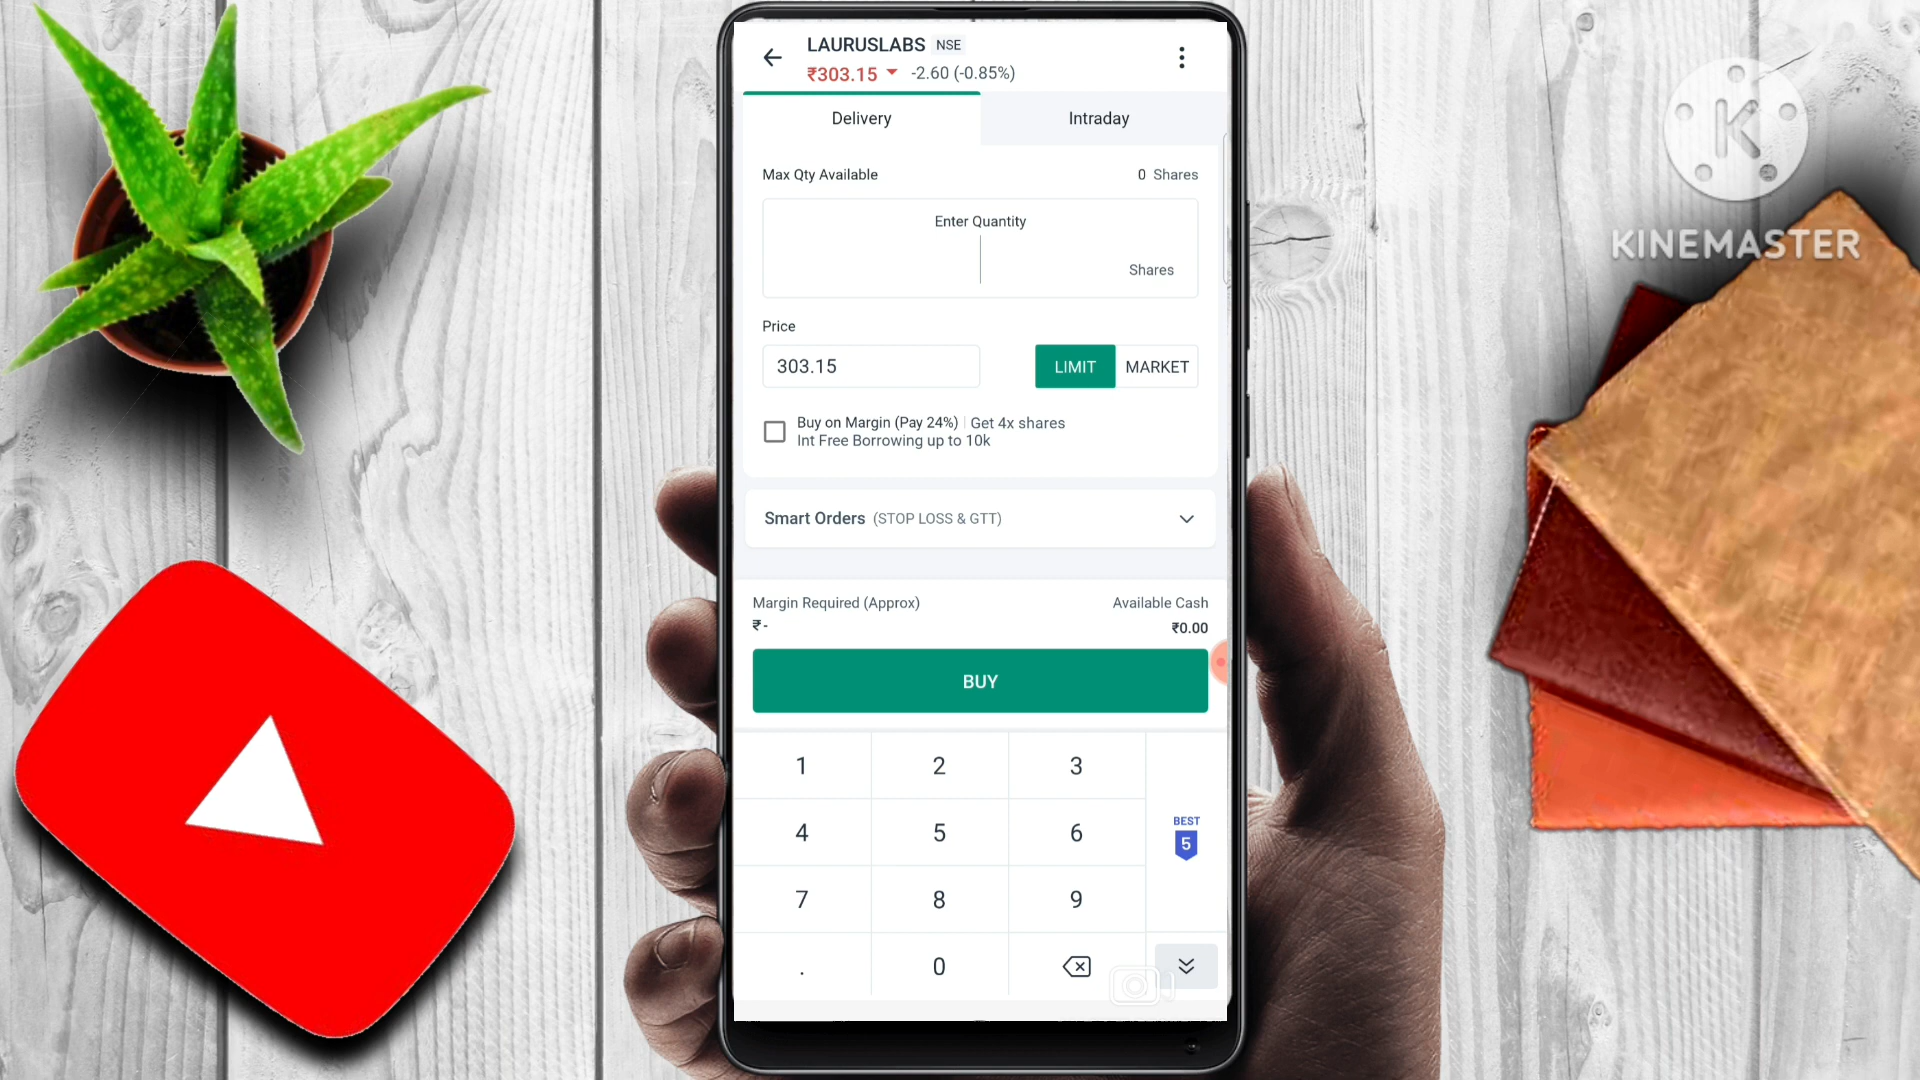 LAURUSLABS NSE
₹303.15 -2.60 (-0.85%)
Delivery
Intraday
Max Qty Available
0 Shares
Enter Quantity
Shares
Price
303.15
LIMIT
MARKET
Buy on Margin (Pay 24%) | Get 4x shares
Int Free Borrowing up to 10k
Smart Orders (STOP LOSS & GTT)
Margin Required (Approx)
Available Cash
₹-
₹0.00
BUY
1 2 3
4 5 6
BEST
5
7 8 9
. 0
K
KINEMASTER